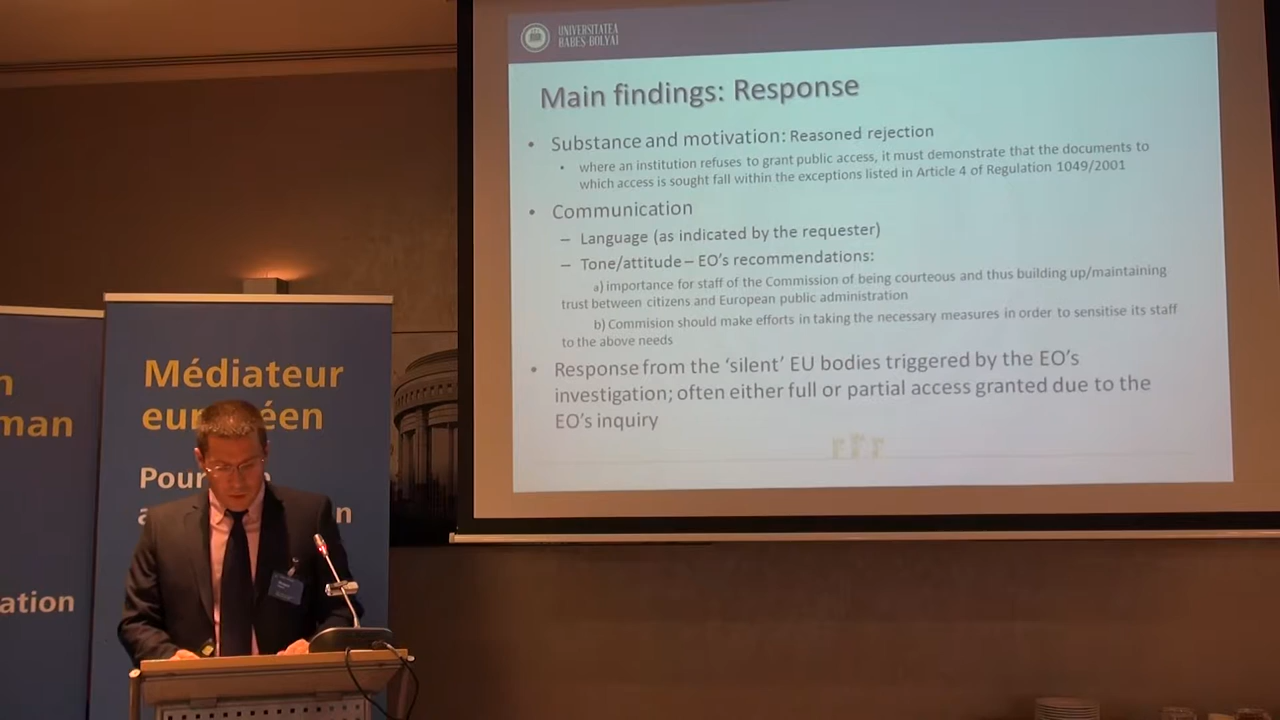 UNIVERSITATEA
BABEȘ-BOLYAI
Main findings: Response
• Substance and motivation: Reasoned rejection
• where an institution refuses to grant public access, it must demonstrate that the documents to
which access is sought fall within the exceptions listed in Article 4 of Regulation 1049/2001
• Communication
– Language (as indicated by the requester)
– Tone/attitude – EO's recommendations:
a) importance for staff of the Commission of being courteous and thus building up/maintaining
trust between citizens and European public administration
b) Commision should make efforts in taking the necessary measures in order to sensitise its staff
to the above needs
• Response from the 'silent' EU bodies triggered by the EO's
investigation; often either full or partial access granted due to the
EO's inquiry
n
man
ation
Médiateur
eur éen
Pour
a n